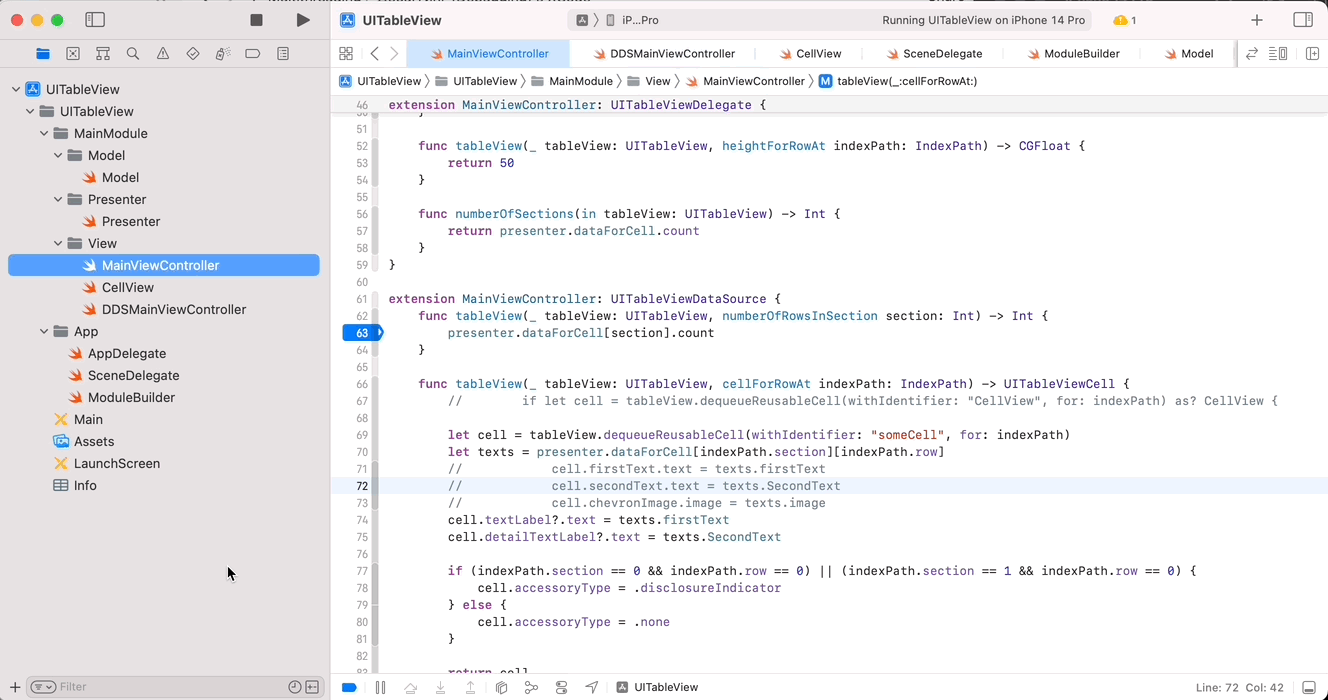 UITableView
iP...Pro
Running UITableView on iPhone 14 Pro
1
MainViewController
DDSMainViewController
CellView
SceneDelegate
ModuleBuilder
Model
UITableView
UITableView
MainModule
View
MainViewController
M
tableView(_:cellForRowAt:)
UITableView
UITableView
MainModule
Model
Model
Presenter
Presenter
View
MainViewController
CellView
DDSMainViewController
App
AppDelegate
SceneDelegate
ModuleBuilder
Main
Assets
LaunchScreen
Info
Filter
46 extension MainViewController: UITableViewDelegate {
50 }
51
52 func tableView(_ tableView: UITableView, heightForRowAt indexPath: IndexPath) -> CGFloat {
53 return 50
54 }
55
56 func numberOfSections(in tableView: UITableView) -> Int {
57 return presenter.dataForCell.count
58 }
59 }
60
61 extension MainViewController: UITableViewDataSource {
62 func tableView(_ tableView: UITableView, numberOfRowsInSection section: Int) -> Int {
63 presenter.dataForCell[section].count
64 }
65
66 func tableView(_ tableView: UITableView, cellForRowAt indexPath: IndexPath) -> UITableViewCell {
67 // if let cell = tableView.dequeueReusableCell(withIdentifier: "CellView", for: indexPath) as? CellView {
68
69 let cell = tableView.dequeueReusableCell(withIdentifier: "someCell", for: indexPath)
70 let texts = presenter.dataForCell[indexPath.section][indexPath.row]
71 // cell.firstText.text = texts.firstText
72 // cell.secondText.text = texts.SecondText
73 // cell.chevronImage.image = texts.image
74 cell.textLabel?.text = texts.firstText
75 cell.detailTextLabel?.text = texts.SecondText
76
77 if (indexPath.section == 0 && indexPath.row == 0) || (indexPath.section == 1 && indexPath.row == 0) {
78 cell.accessoryType = .disclosureIndicator
79 } else {
80 cell.accessoryType = .none
81 }
82
83 return cell
UITableView
Line: 72 Col: 42